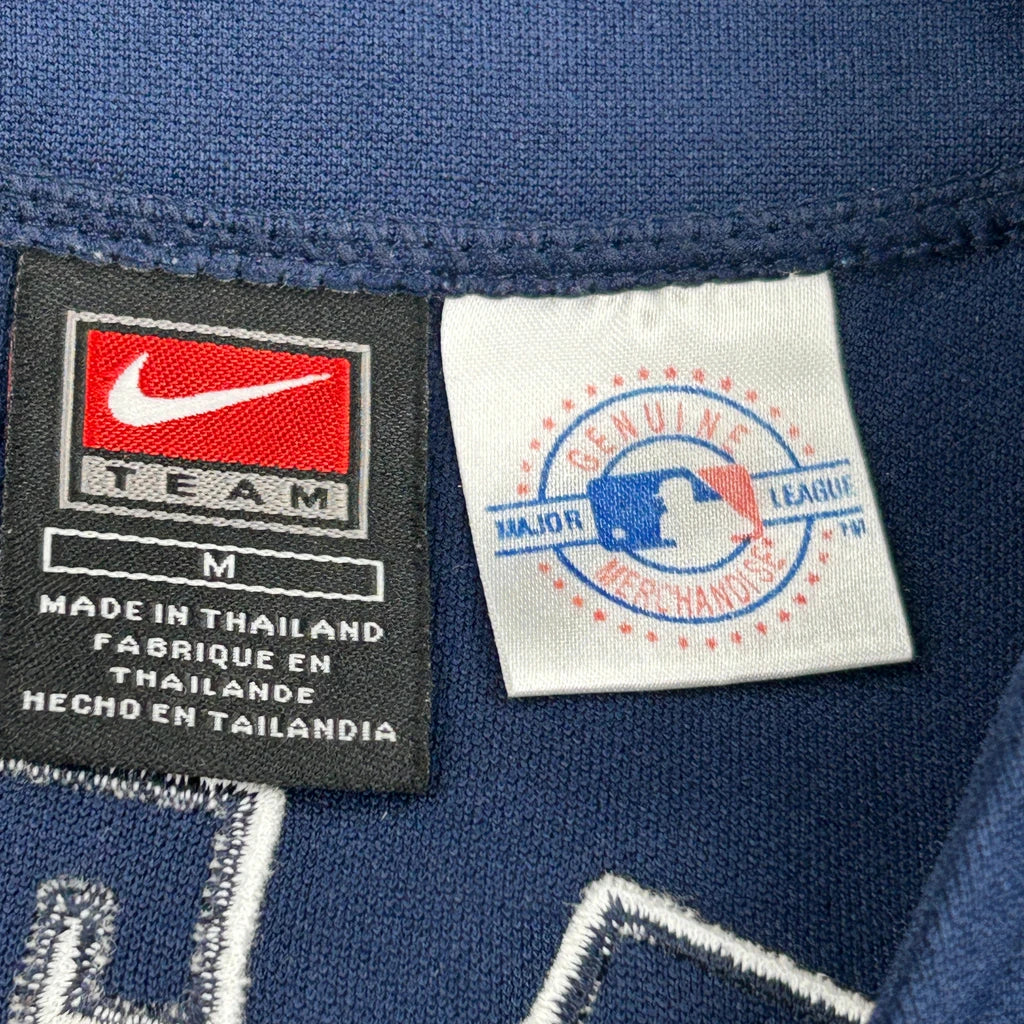 TEAM
M
MADE IN THAILAND
FABRIQUE EN
THAILANDE
HECHO EN TAILANDIA
GENUINE
MAJOR LEAGUE
MERCHANDISE
TM